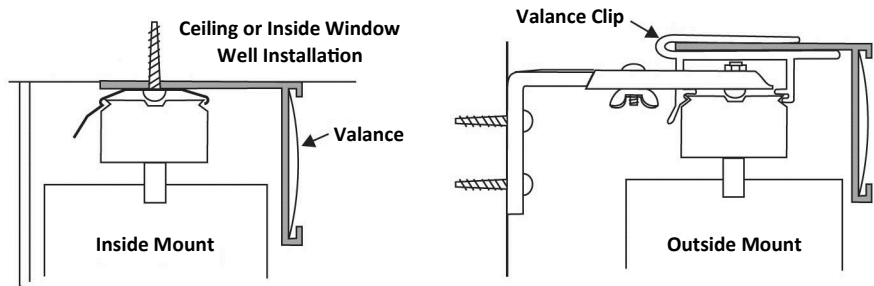 Ceiling or Inside Window
Well Installation
Valance
Inside Mount
Valance Clip
Outside Mount